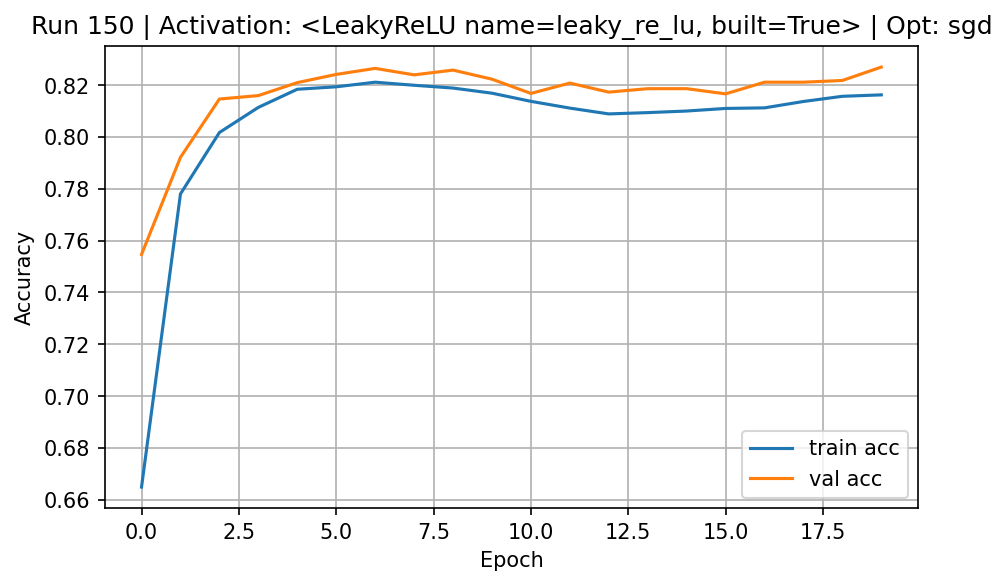 Run 150 | Activation: <LeakyReLU name=leaky_re_lu, built=True> | Opt: sgd
Accuracy
0.82
0.80
0.78
0.76
0.74
0.72
0.70
0.68
0.66
train acc
val acc
0.0 2.5 5.0 7.5 10.0 12.5 15.0 17.5
Epoch